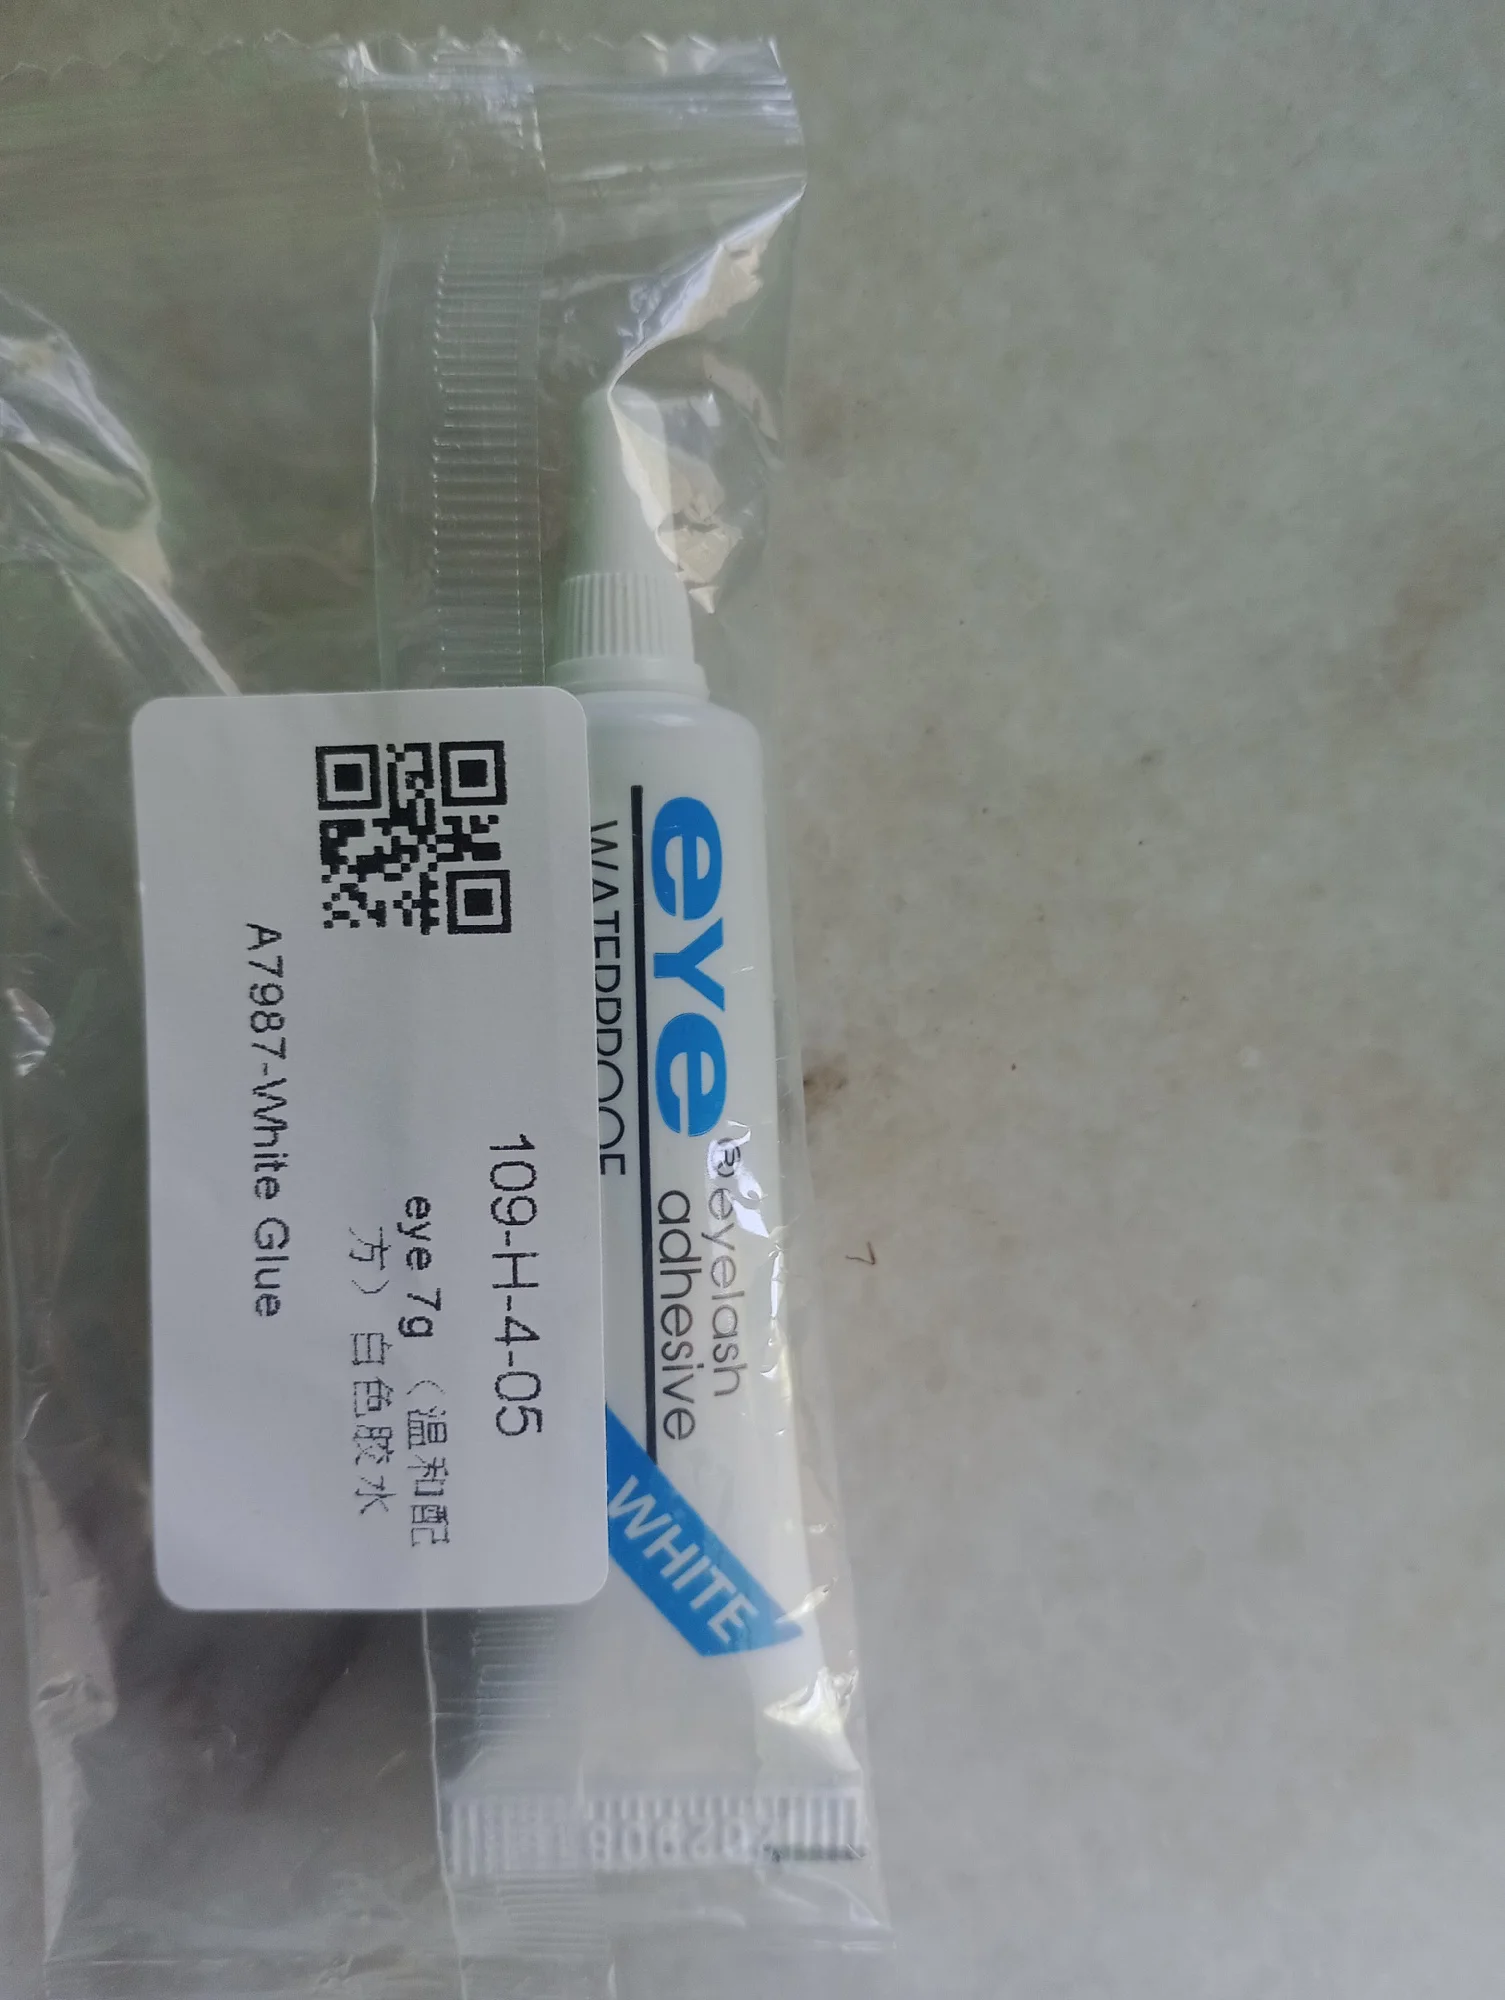 109-H-4-05
eye 7g （温和配
方） 白色胶水
A7987-White Glue
eye® eyelash
adhesive
WATERPROOF
WHITE